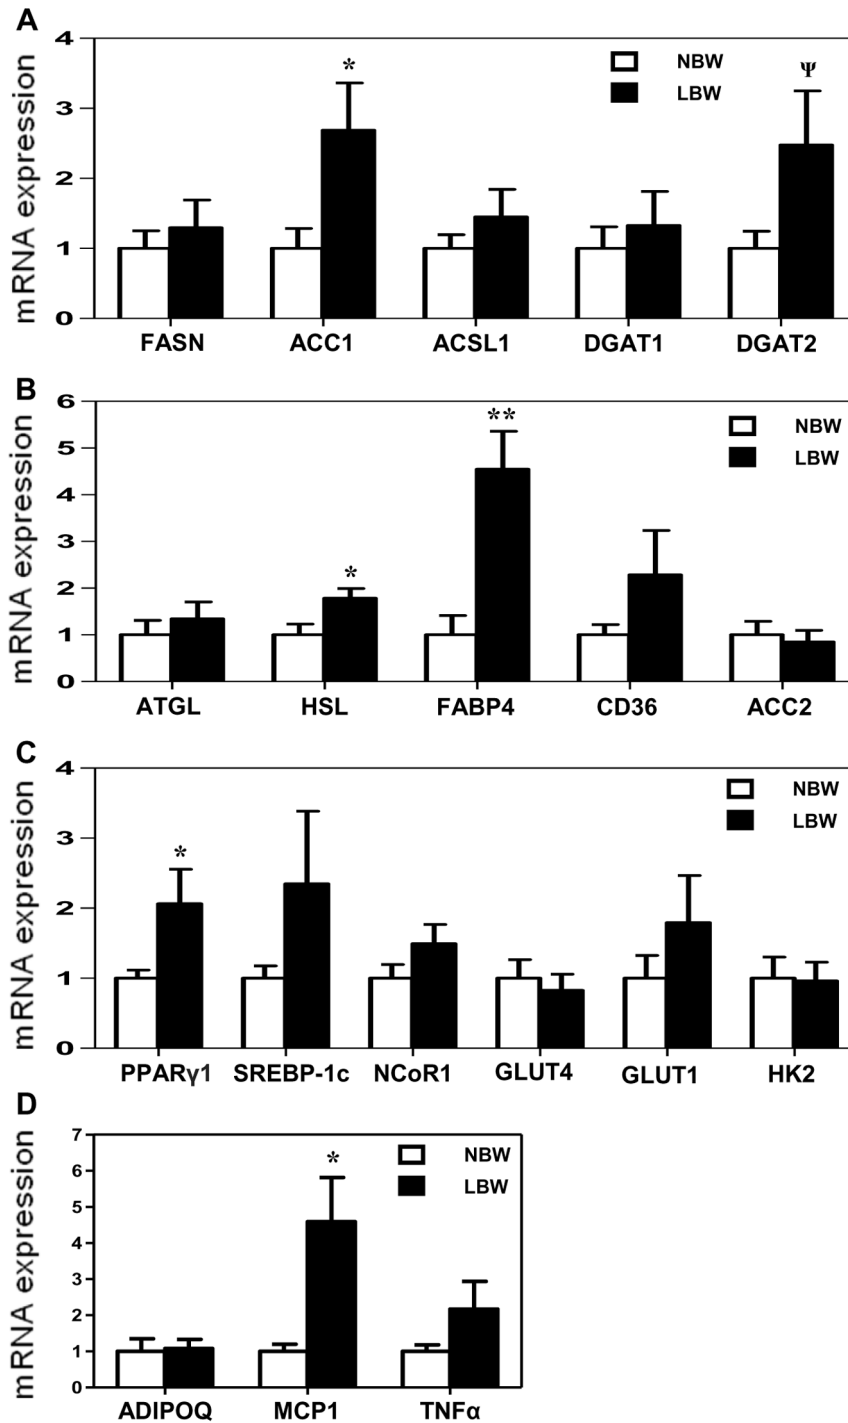 A
4
3
2
1
0
mRNA expression
*
Ψ
NBW
LBW
FASN ACC1 ACSL1 DGAT1 DGAT2
B
6
5
4
3
2
1
0
mRNA expression
**
*
NBW
LBW
ATGL HSL FABP4 CD36 ACC2
C
4
3
2
1
0
mRNA expression
*
NBW
LBW
PPARγ1 SREBP-1c NCoR1 GLUT4 GLUT1 HK2
D
7
6
5
4
3
2
1
0
mRNA expression
*
NBW
LBW
ADIPOQ MCP1 TNFα